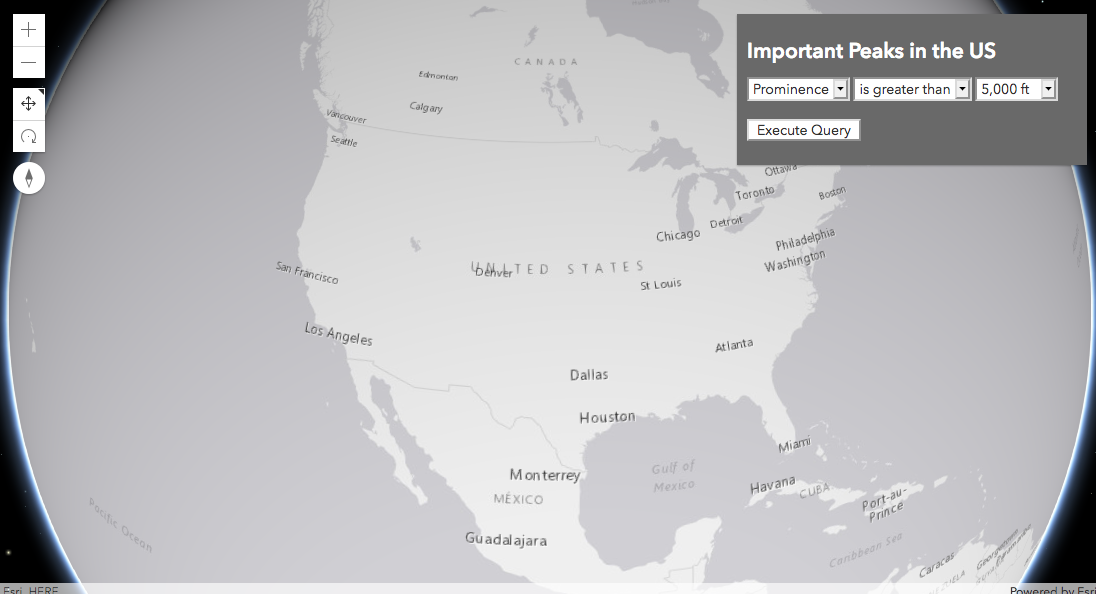 Important Peaks in the US
Prominence is greater than 5,000 ft
Execute Query
CANADA
Edmonton
Calgary
Vancouver
Seattle
Ottawa
Toronto
Boston
Detroit
Chicago
Philadelphia
Washington
UNITED STATES
Denver
San Francisco
St Louis
Los Angeles
Atlanta
Dallas
Houston
Miami
Monterrey
Gulf of
Mexico
Havana
CUBA
MÉXICO
Port-au-
Prince
Pacific Ocean
Guadalajara
Caribbean Sea
Caracas
Georgetown
Paramaribo
Esri, HERE
Powered by Esri